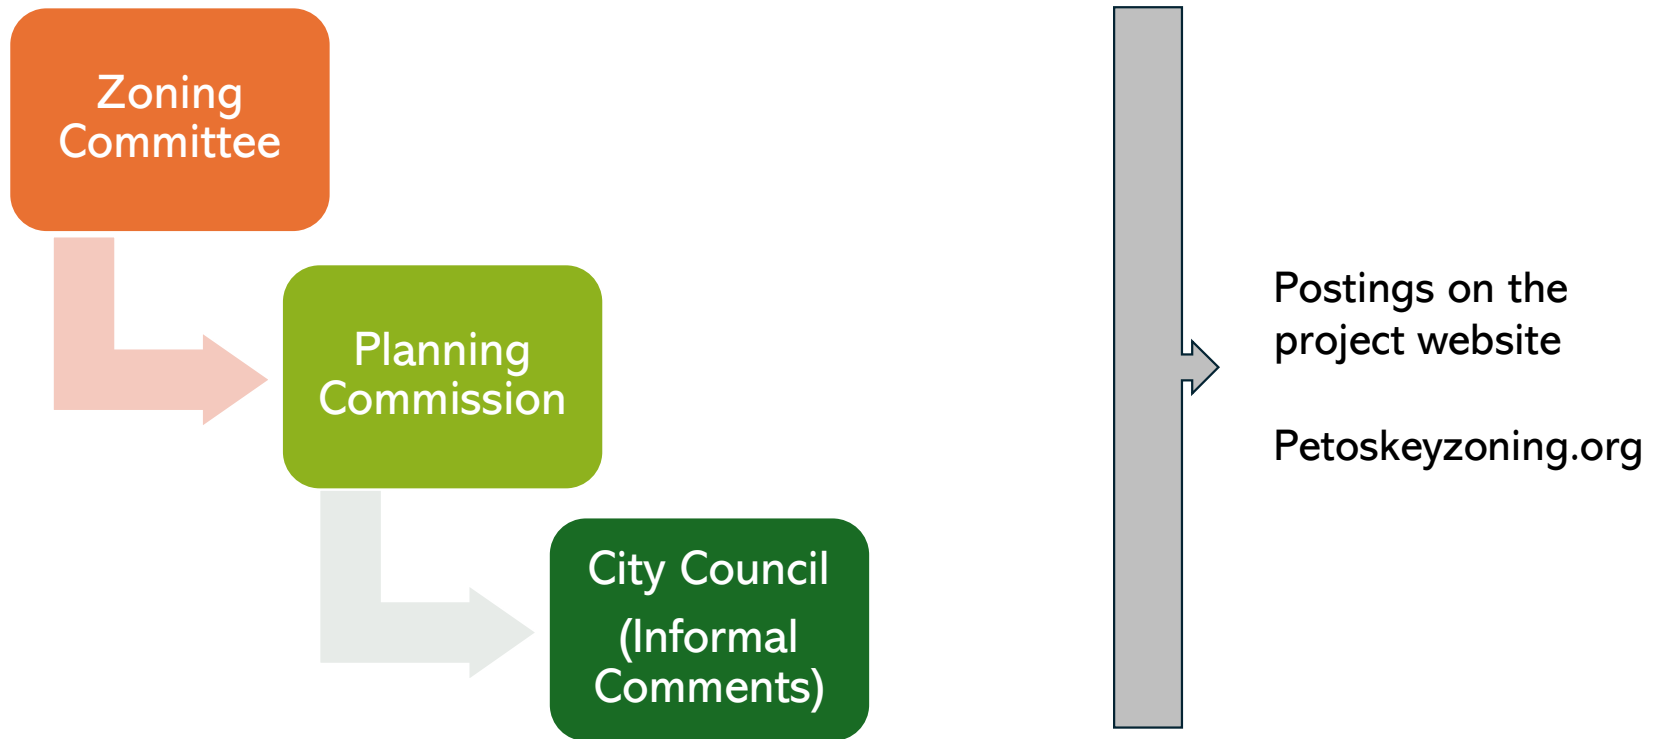 Zoning
Committee
Planning
Commission
City Council
(Informal
Comments)
Postings on the
project website
Petoskeyzoning.org